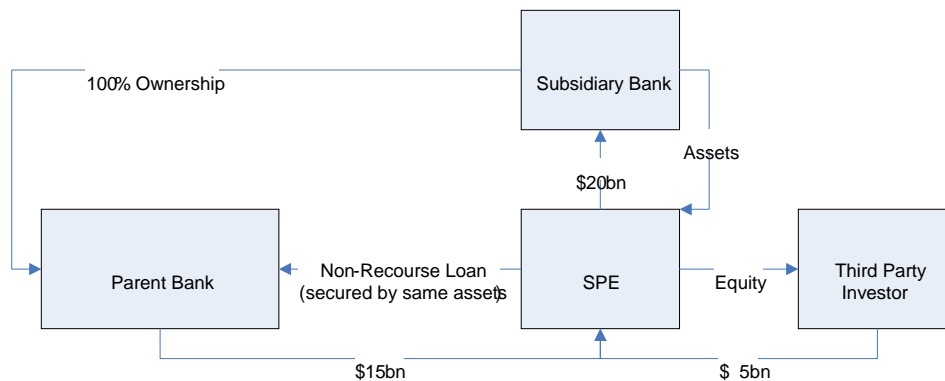 100% Ownership
Subsidiary Bank
Assets
$20bn
Parent Bank
Non-Recourse Loan
(secured by same assets)
SPE
Equity
Third Party
Investor
$15bn
$ 5bn